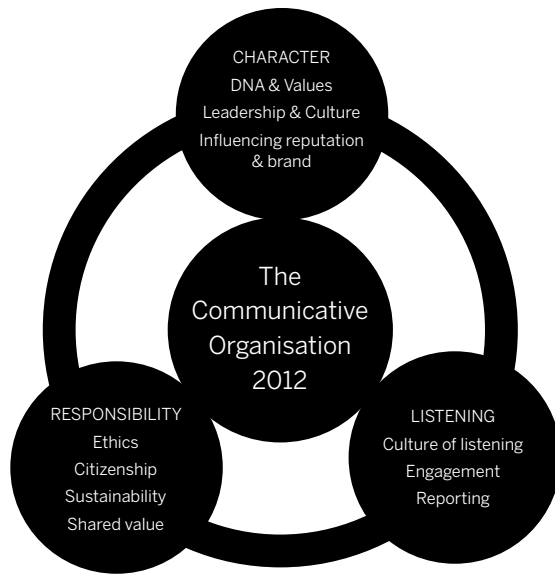 CHARACTER
DNA & Values
Leadership & Culture
Influencing reputation
& brand
The
Communicative
Organisation
2012
RESPONSIBILITY
Ethics
Citizenship
Sustainability
Shared value
LISTENING
Culture of listening
Engagement
Reporting